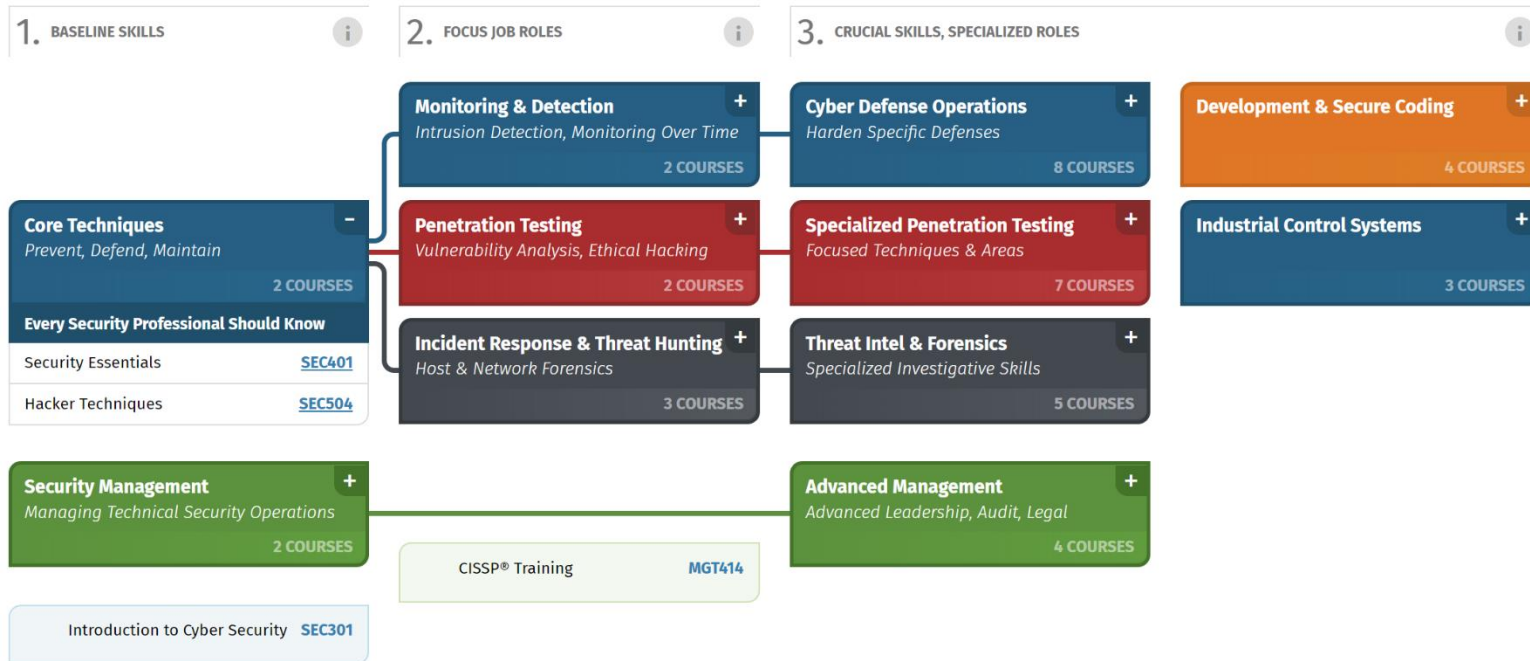 1. BASELINE SKILLS
i
2. FOCUS JOB ROLES
i
3. CRUCIAL SKILLS, SPECIALIZED ROLES
i
Core Techniques
−
Prevent, Defend, Maintain
2 COURSES
Every Security Professional Should Know
Security Essentials SEC401
Hacker Techniques SEC504
Security Management
+
Managing Technical Security Operations
2 COURSES
Introduction to Cyber Security SEC301
Monitoring & Detection
+
Intrusion Detection, Monitoring Over Time
2 COURSES
Penetration Testing
+
Vulnerability Analysis, Ethical Hacking
2 COURSES
Incident Response & Threat Hunting
+
Host & Network Forensics
3 COURSES
CISSP® Training MGT414
Cyber Defense Operations
+
Harden Specific Defenses
8 COURSES
Specialized Penetration Testing
+
Focused Techniques & Areas
7 COURSES
Threat Intel & Forensics
+
Specialized Investigative Skills
5 COURSES
Advanced Management
+
Advanced Leadership, Audit, Legal
4 COURSES
Development & Secure Coding
+
4 COURSES
Industrial Control Systems
+
3 COURSES